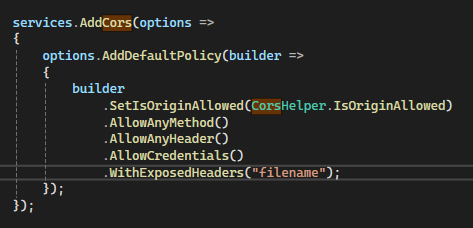 services.AddCors(options =>
{
    options.AddDefaultPolicy(builder =>
    {
        builder
            .SetIsOriginAllowed(CorsHelper.IsOriginAllowed)
            .AllowAnyMethod()
            .AllowAnyHeader()
            .AllowCredentials()
            .WithExposedHeaders("filename");
    });
});